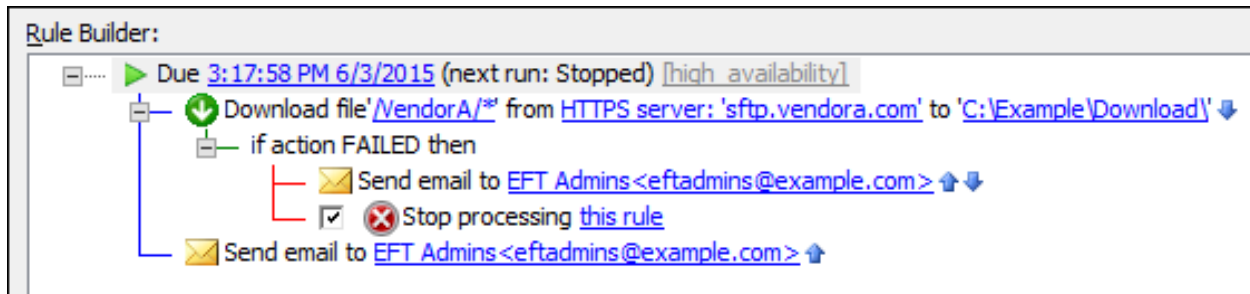 Rule Builder:
Due 3:17:58 PM 6/3/2015 (next run: Stopped) [high_availability]
Download file'/VendorA/*' from HTTPS server: 'sftp.vendora.com' to 'C:\Example\Download\'
if action FAILED then
Send email to EFT Admins<eftadmins@example.com>
Stop processing this rule
Send email to EFT Admins<eftadmins@example.com>